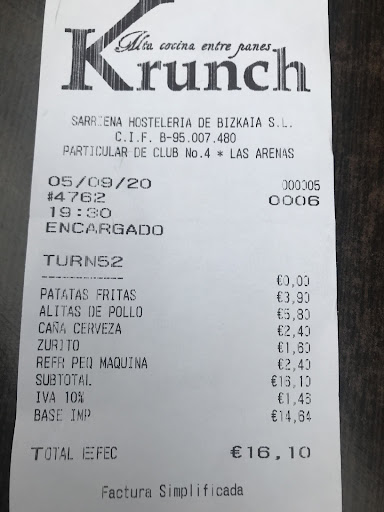 Alta cocina entre panes
Krunch
SARRIENA HOSTELERIA DE BIZKAIA S.L.
C.I.F. B-95.007.480
PARTICULAR DE CLUB No.4 * LAS ARENAS
05/09/20 000005
#4762 0006
19:30
ENCARGADO
TURN52
€0,00
PATATAS FRITAS €3,90
ALITAS DE POLLO €5,80
CAÑA CERVEZA €2,40
ZURITO €1,60
REFR PEQ MAQUINA €2,40
SUBTOTAL €16,10
IVA 10% €1,46
BASE IMP €14,64
TOTAL EFEC €16,10
Factura Simplificada